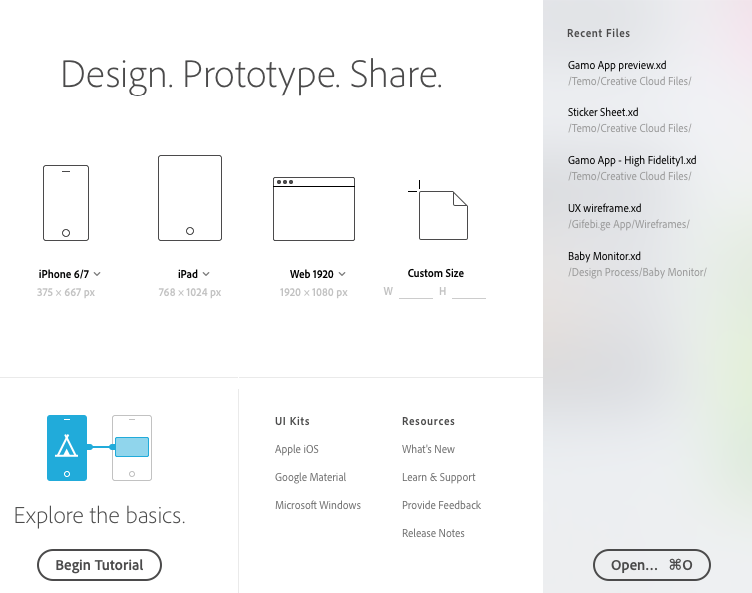 Design. Prototype. Share.
iPhone 6/7
375 × 667 px
iPad
768 × 1024 px
Web 1920
1920 × 1080 px
Custom Size
W H
Explore the basics.
Begin Tutorial
UI Kits
Apple iOS
Google Material
Microsoft Windows
Resources
What's New
Learn & Support
Provide Feedback
Release Notes
Recent Files
Gamo App preview.xd
/Temo/Creative Cloud Files/
Sticker Sheet.xd
/Temo/Creative Cloud Files/
Gamo App - High Fidelity1.xd
/Temo/Creative Cloud Files/
UX wireframe.xd
/Gifebi.ge App/Wireframes/
Baby Monitor.xd
/Design Process/Baby Monitor/
Open... ⌘O